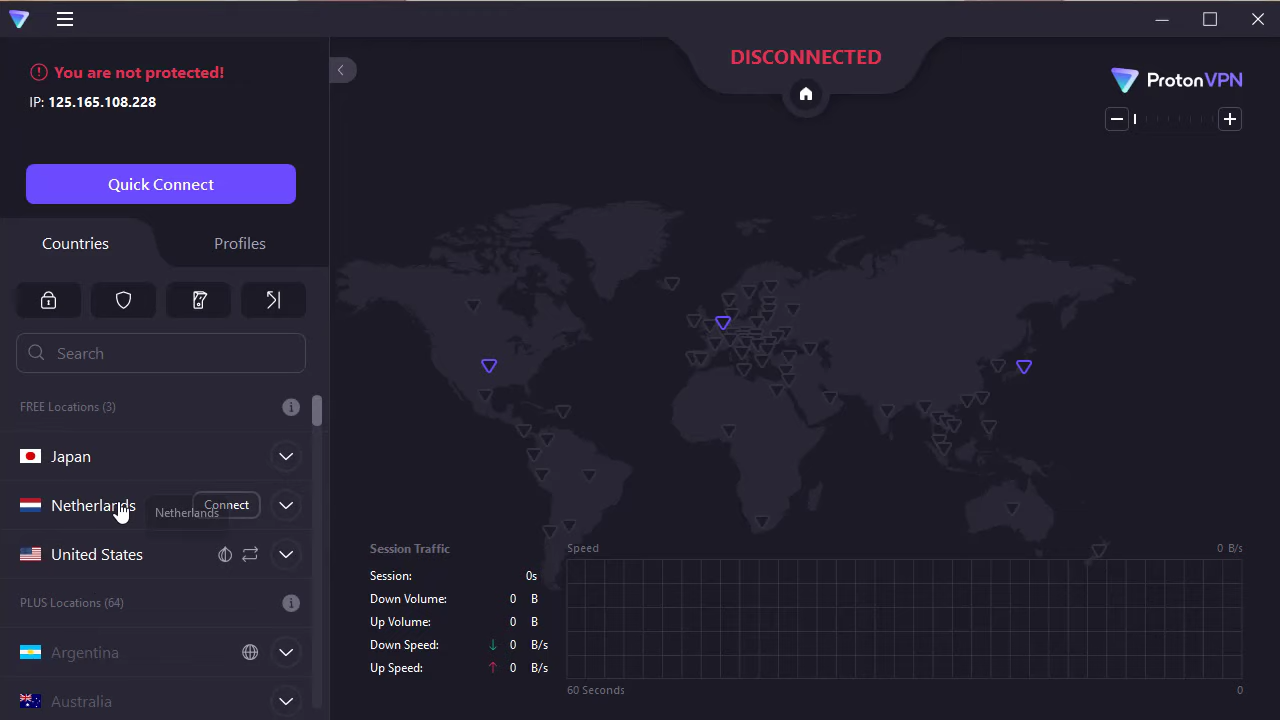 You are not protected!
IP: 125.165.108.228
DISCONNECTED
ProtonVPN
Quick Connect
Countries
Profiles
Search
FREE Locations (3)
Japan
Netherlands
Connect
Netherlands
United States
PLUS Locations (64)
Argentina
Australia
Session Traffic
Session: 0s
Down Volume: 0 B
Up Volume: 0 B
Down Speed: ↓ 0 B/s
Up Speed: ↑ 0 B/s
Speed
0 B/s
60 Seconds
0